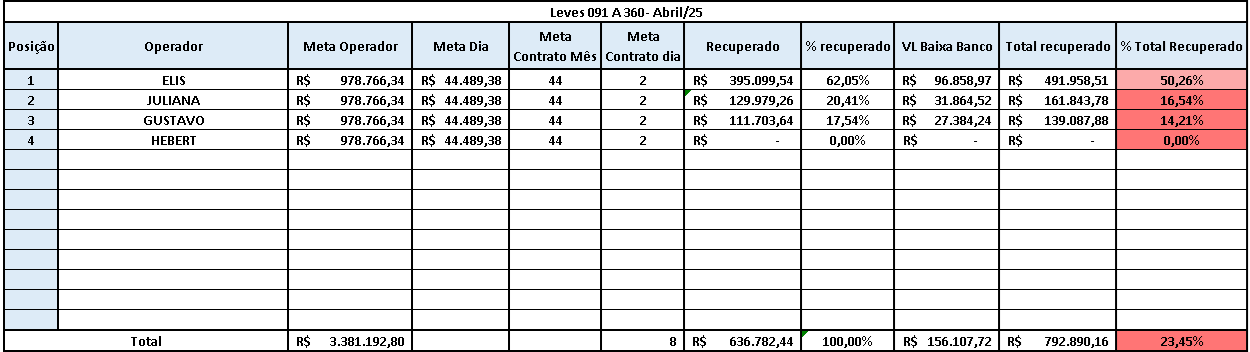 Leves 091 A 360- Abril/25
Posição Operador Meta Operador Meta Dia Meta Contrato Mês Meta Contrato dia Recuperado % recuperado VL Baixa Banco Total recuperado % Total Recuperado
1 ELIS R$ 978.766,34 R$ 44.489,38 44 2 R$ 395.099,54 62,05% R$ 96.858,97 R$ 491.958,51 50,26%
2 JULIANA R$ 978.766,34 R$ 44.489,38 44 2 R$ 129.979,26 20,41% R$ 31.864,52 R$ 161.843,78 16,54%
3 GUSTAVO R$ 978.766,34 R$ 44.489,38 44 2 R$ 111.703,64 17,54% R$ 27.384,24 R$ 139.087,88 14,21%
4 HEBERT R$ 978.766,34 R$ 44.489,38 44 2 R$ - 0,00% R$ - R$ - 0,00%
Total R$ 3.381.192,80 8 R$ 636.782,44 100,00% R$ 156.107,72 R$ 792.890,16 23,45%